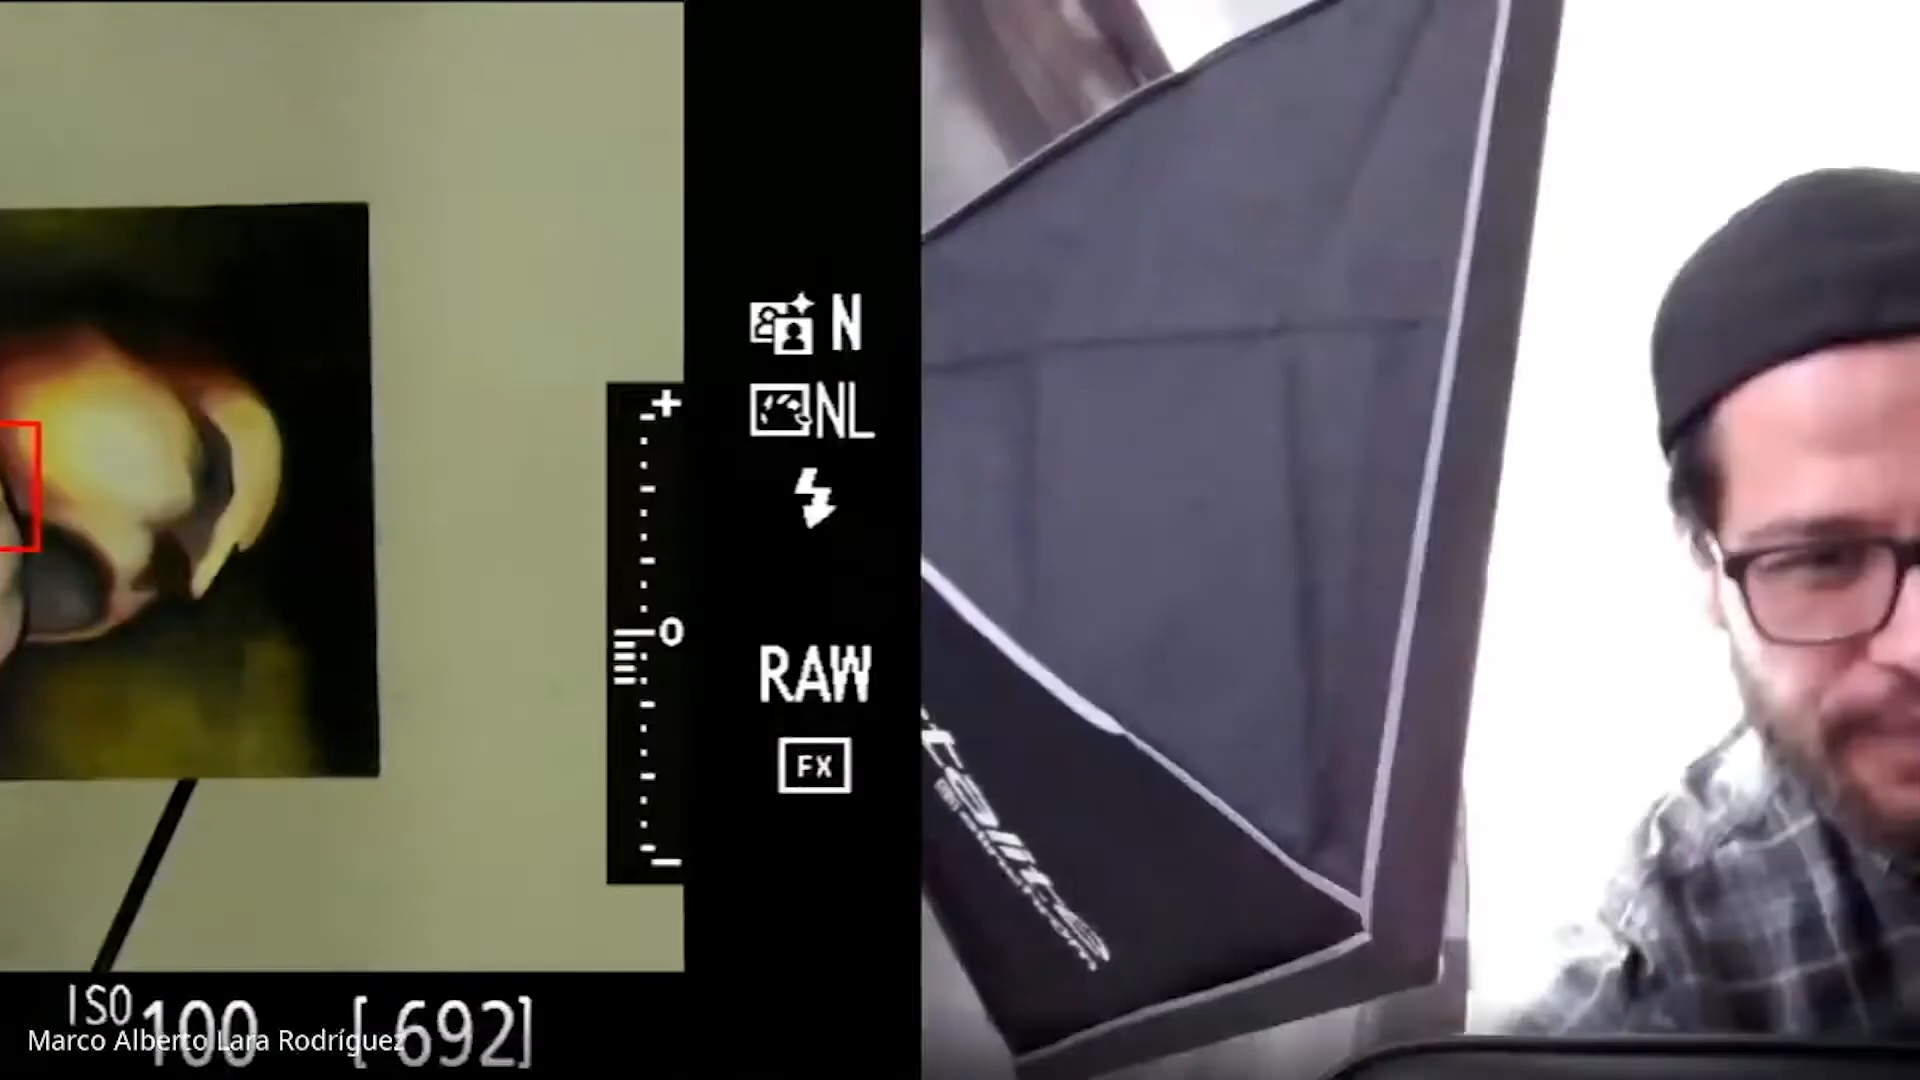 N
NL
+
0
RAW
FX
ISO 100 [ 692]
Marco Alberto Lara Rodríguez